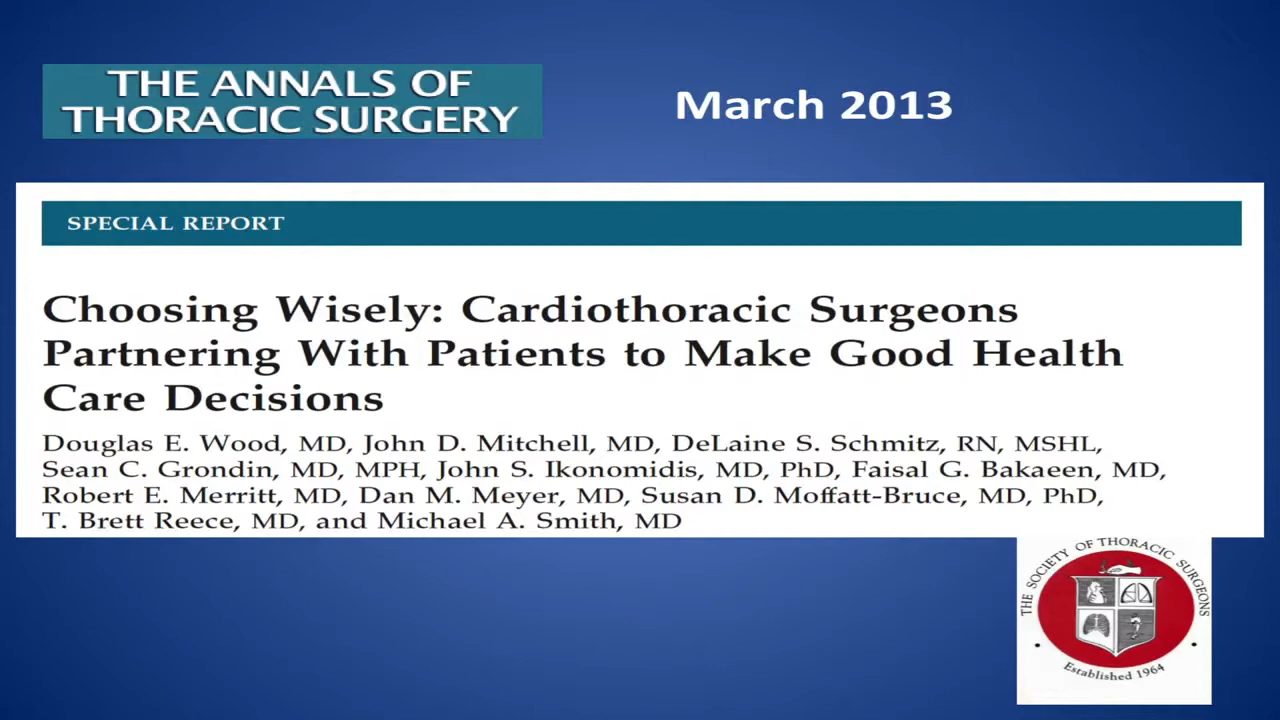 THE ANNALS OF
THORACIC SURGERY
March 2013
SPECIAL REPORT
Choosing Wisely: Cardiothoracic Surgeons
Partnering With Patients to Make Good Health
Care Decisions
Douglas E. Wood, MD, John D. Mitchell, MD, DeLaine S. Schmitz, RN, MSHL,
Sean C. Grondin, MD, MPH, John S. Ikonomidis, MD, PhD, Faisal G. Bakaeen, MD,
Robert E. Merritt, MD, Dan M. Meyer, MD, Susan D. Moffatt-Bruce, MD, PhD,
T. Brett Reece, MD, and Michael A. Smith, MD
THE SOCIETY OF THORACIC SURGEONS
Established 1964